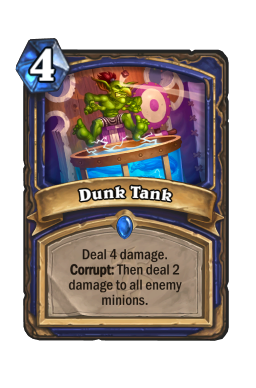 4
Dunk Tank
Deal 4 damage.
Corrupt: Then deal 2
damage to all enemy
minions.